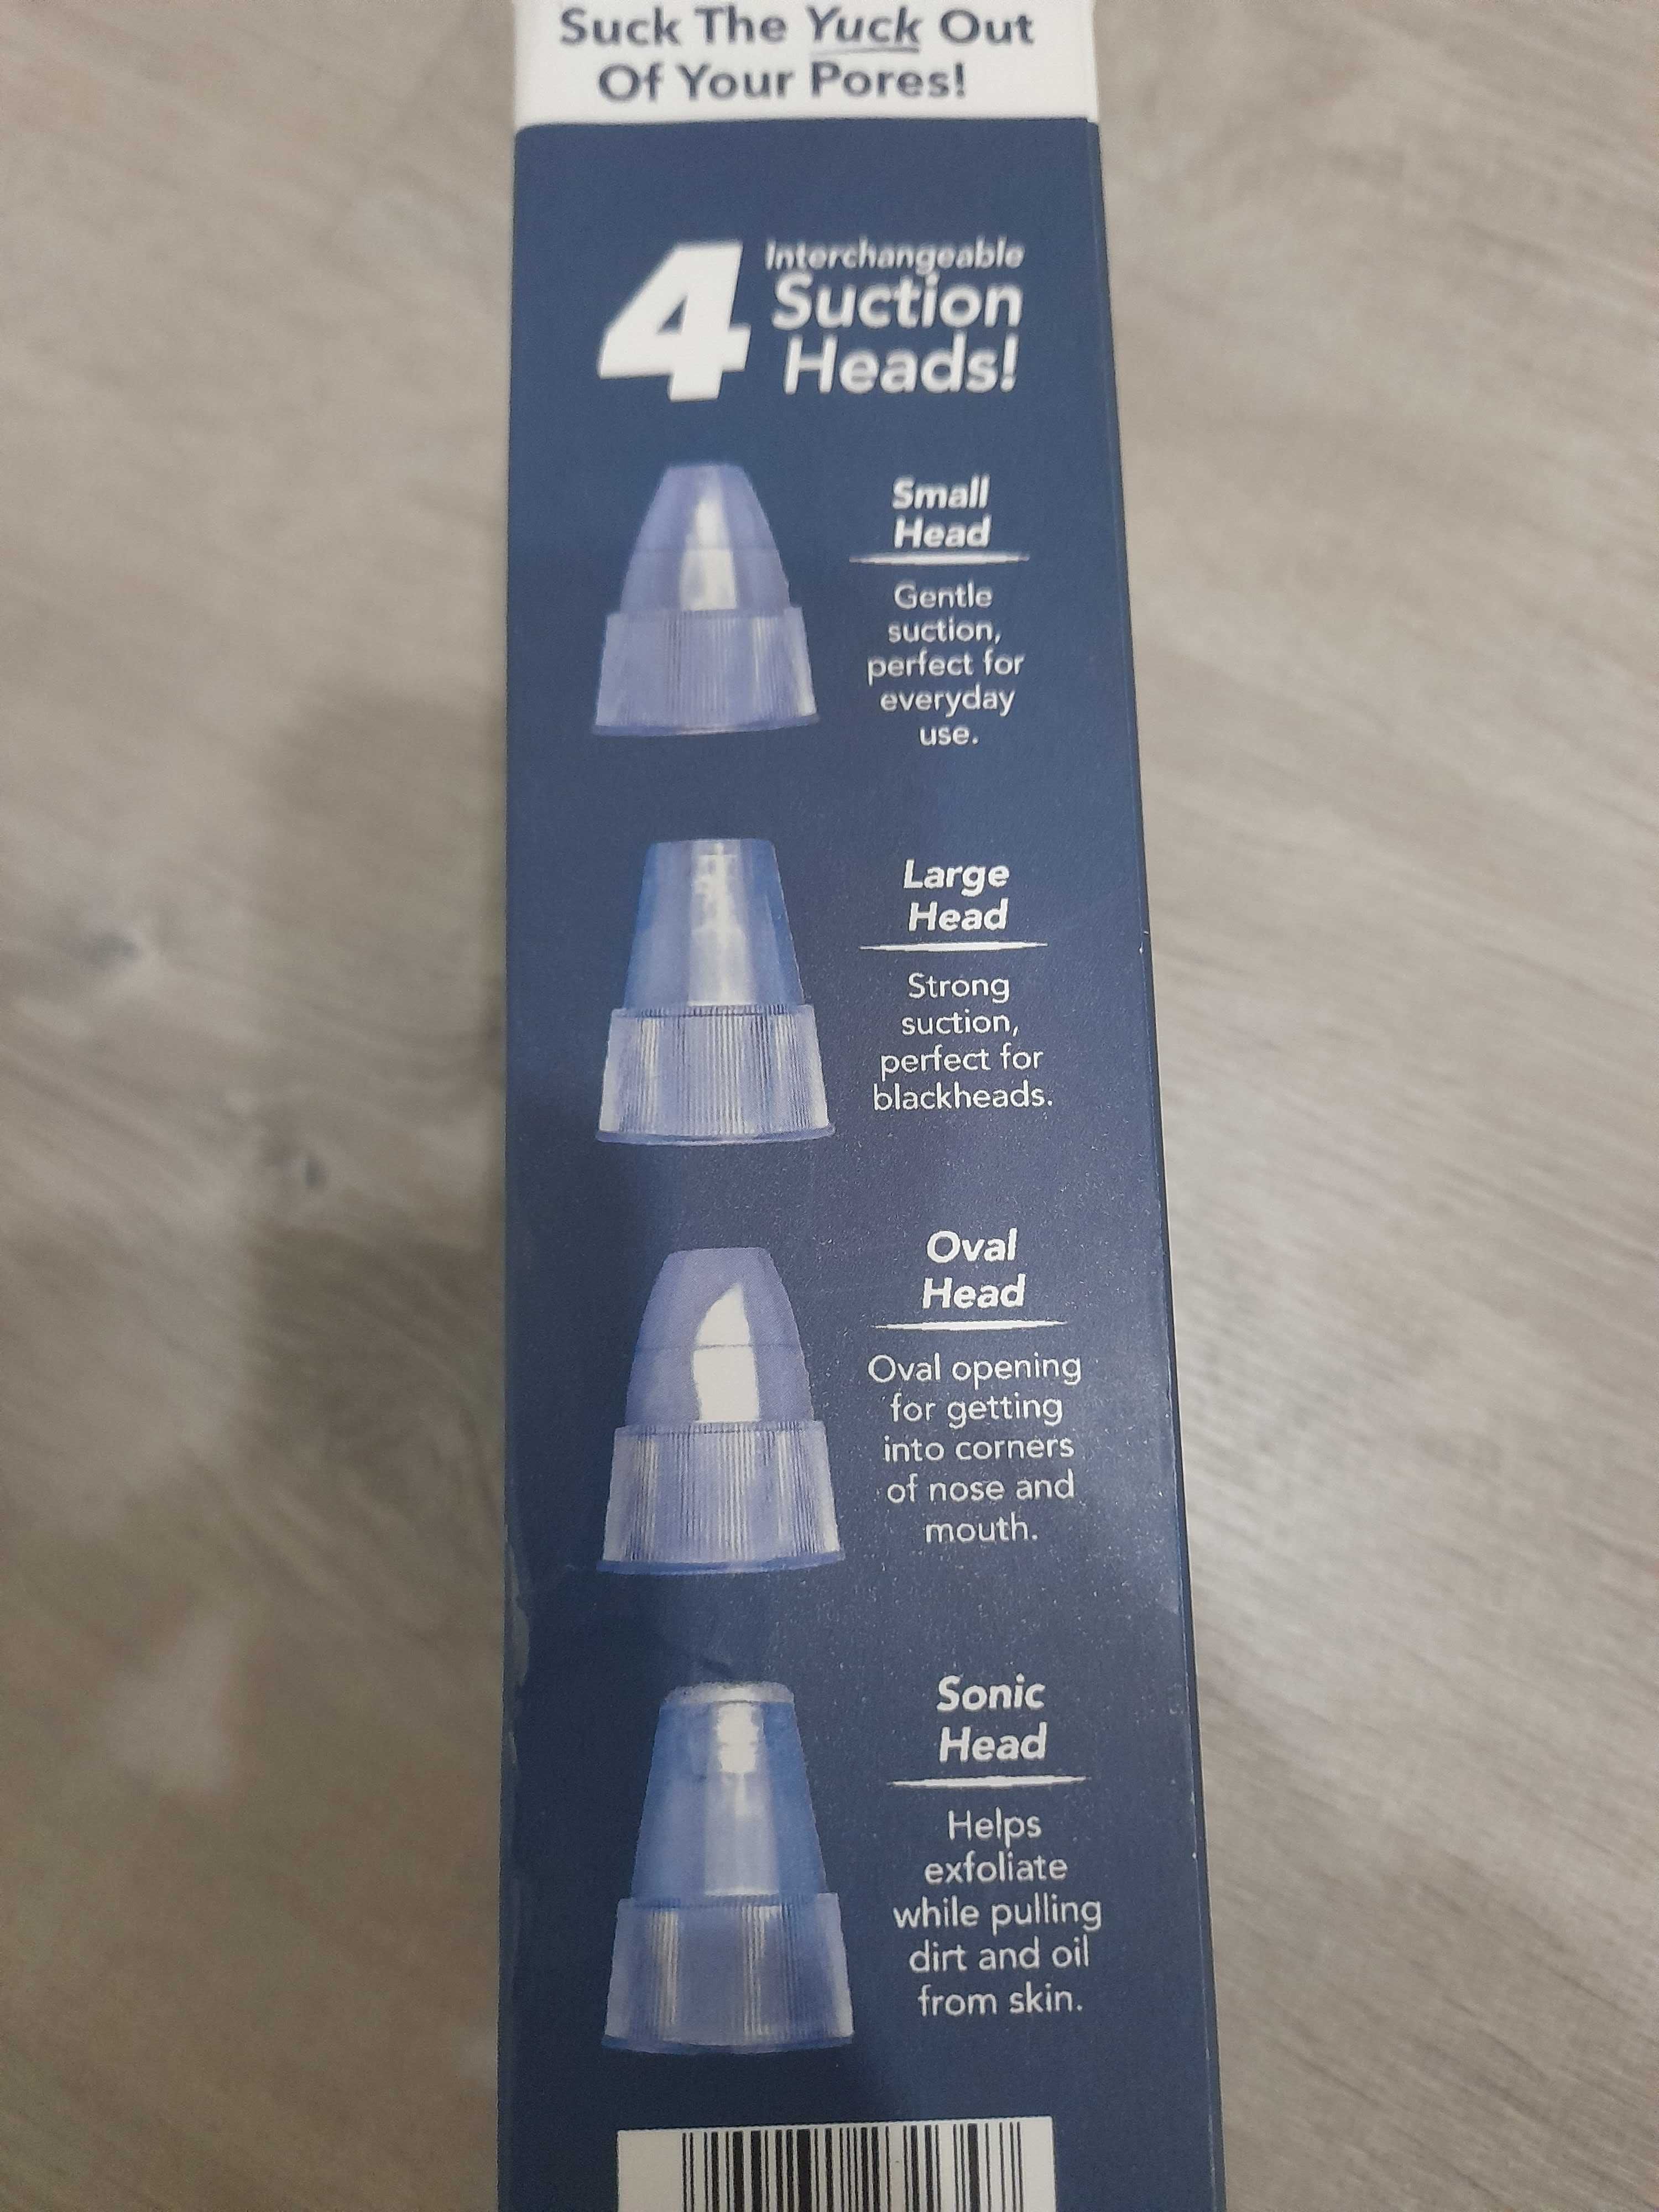 Suck The Yuck Out
Of Your Pores!
4
Interchangeable
Suction
Heads!
Small
Head
Gentle
suction,
perfect for
everyday
use.
Large
Head
Strong
suction,
perfect for
blackheads.
Oval
Head
Oval opening
for getting
into corners
of nose and
mouth.
Sonic
Head
Helps
exfoliate
while pulling
dirt and oil
from skin.